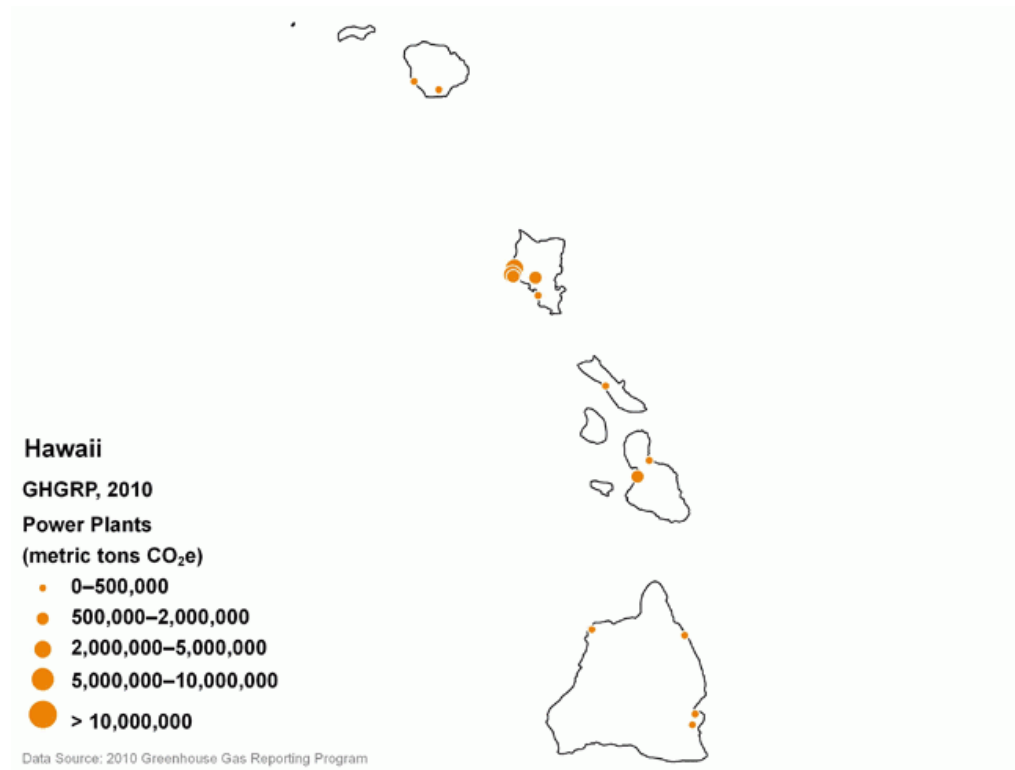 Hawaii
GHGRP, 2010
Power Plants
(metric tons CO₂e)
0–500,000
500,000–2,000,000
2,000,000–5,000,000
5,000,000–10,000,000
> 10,000,000
Data Source: 2010 Greenhouse Gas Reporting Program